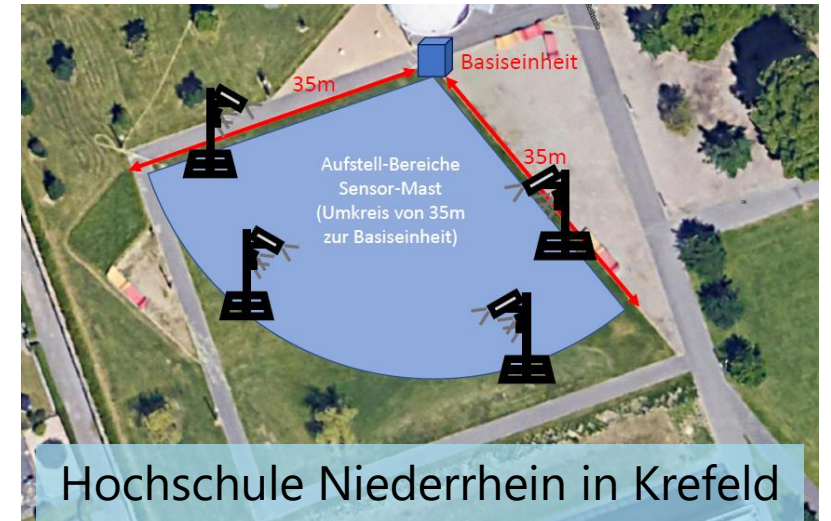 Basiseinheit
35m
35m
Aufstell-Bereiche
Sensor-Mast
(Umkreis von 35m
zur Basiseinheit)
Hochschule Niederrhein in Krefeld